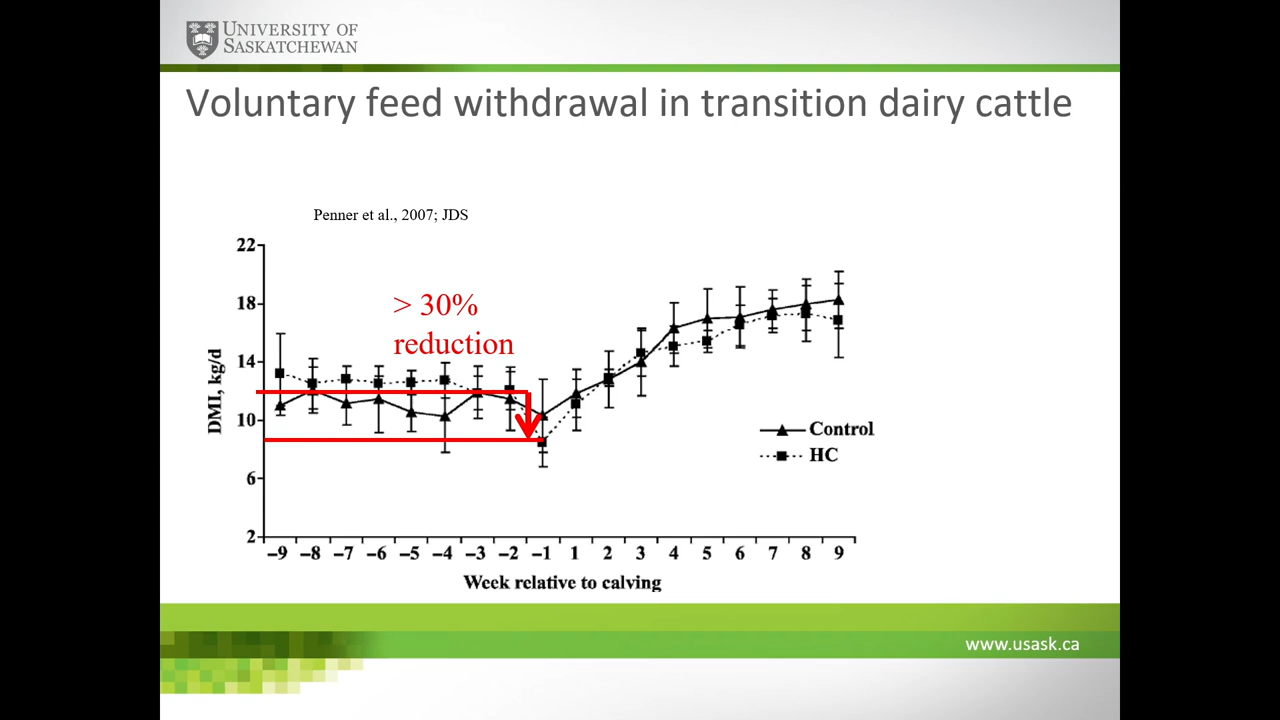 UNIVERSITY OF
SASKATCHEWAN
Voluntary feed withdrawal in transition dairy cattle
Penner et al., 2007; JDS
22
18
14
10
6
2
DMI, kg/d
> 30%
reduction
Control
HC
–9 –8 –7 –6 –5 –4 –3 –2 –1 1 2 3 4 5 6 7 8 9
Week relative to calving
www.usask.ca